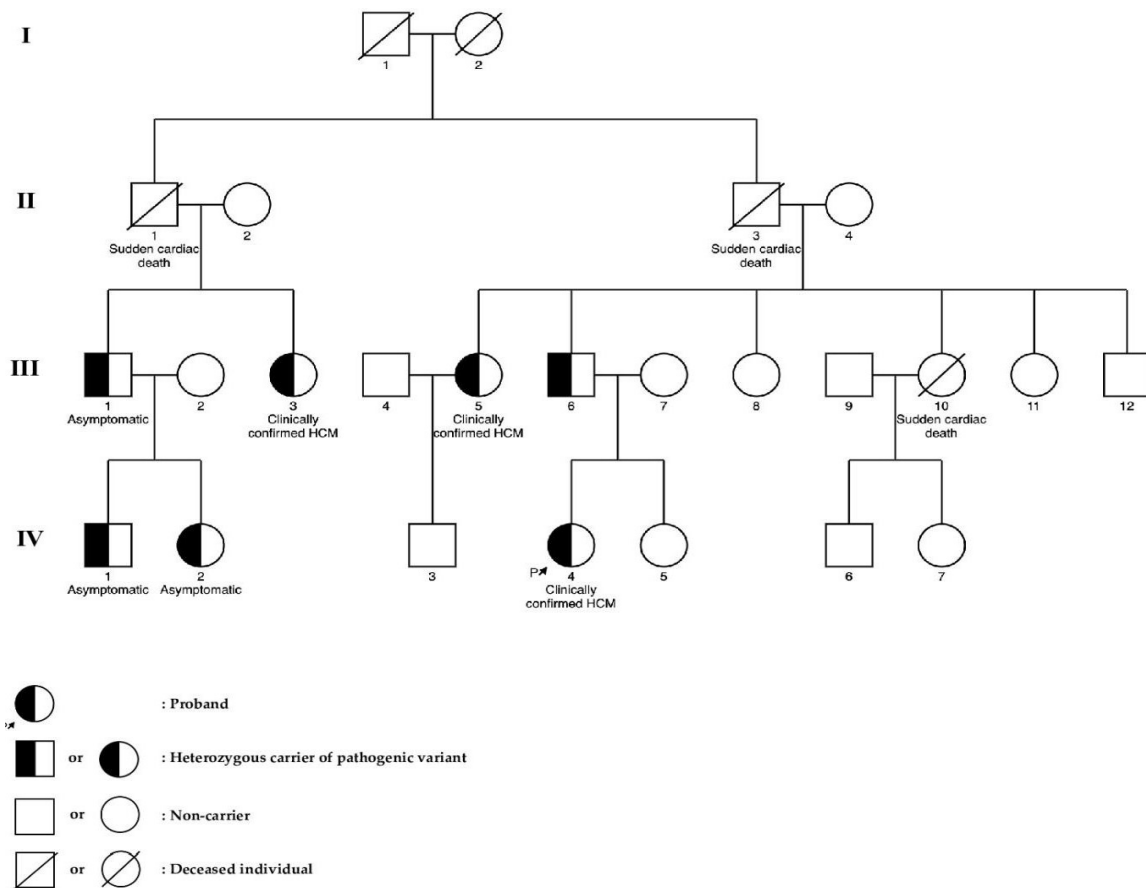 I
1
2
II
1
2
3
4
Sudden cardiac
death
Sudden cardiac
death
III
1
2
3
4
5
6
7
8
9
10
11
12
Asymptomatic
Clinically
confirmed HCM
Clinically
confirmed HCM
Sudden cardiac
death
IV
1
2
3
P
4
5
6
7
Asymptomatic
Asymptomatic
Clinically
confirmed HCM
: Proband
or
: Heterozygous carrier of pathogenic variant
or
: Non-carrier
or
: Deceased individual